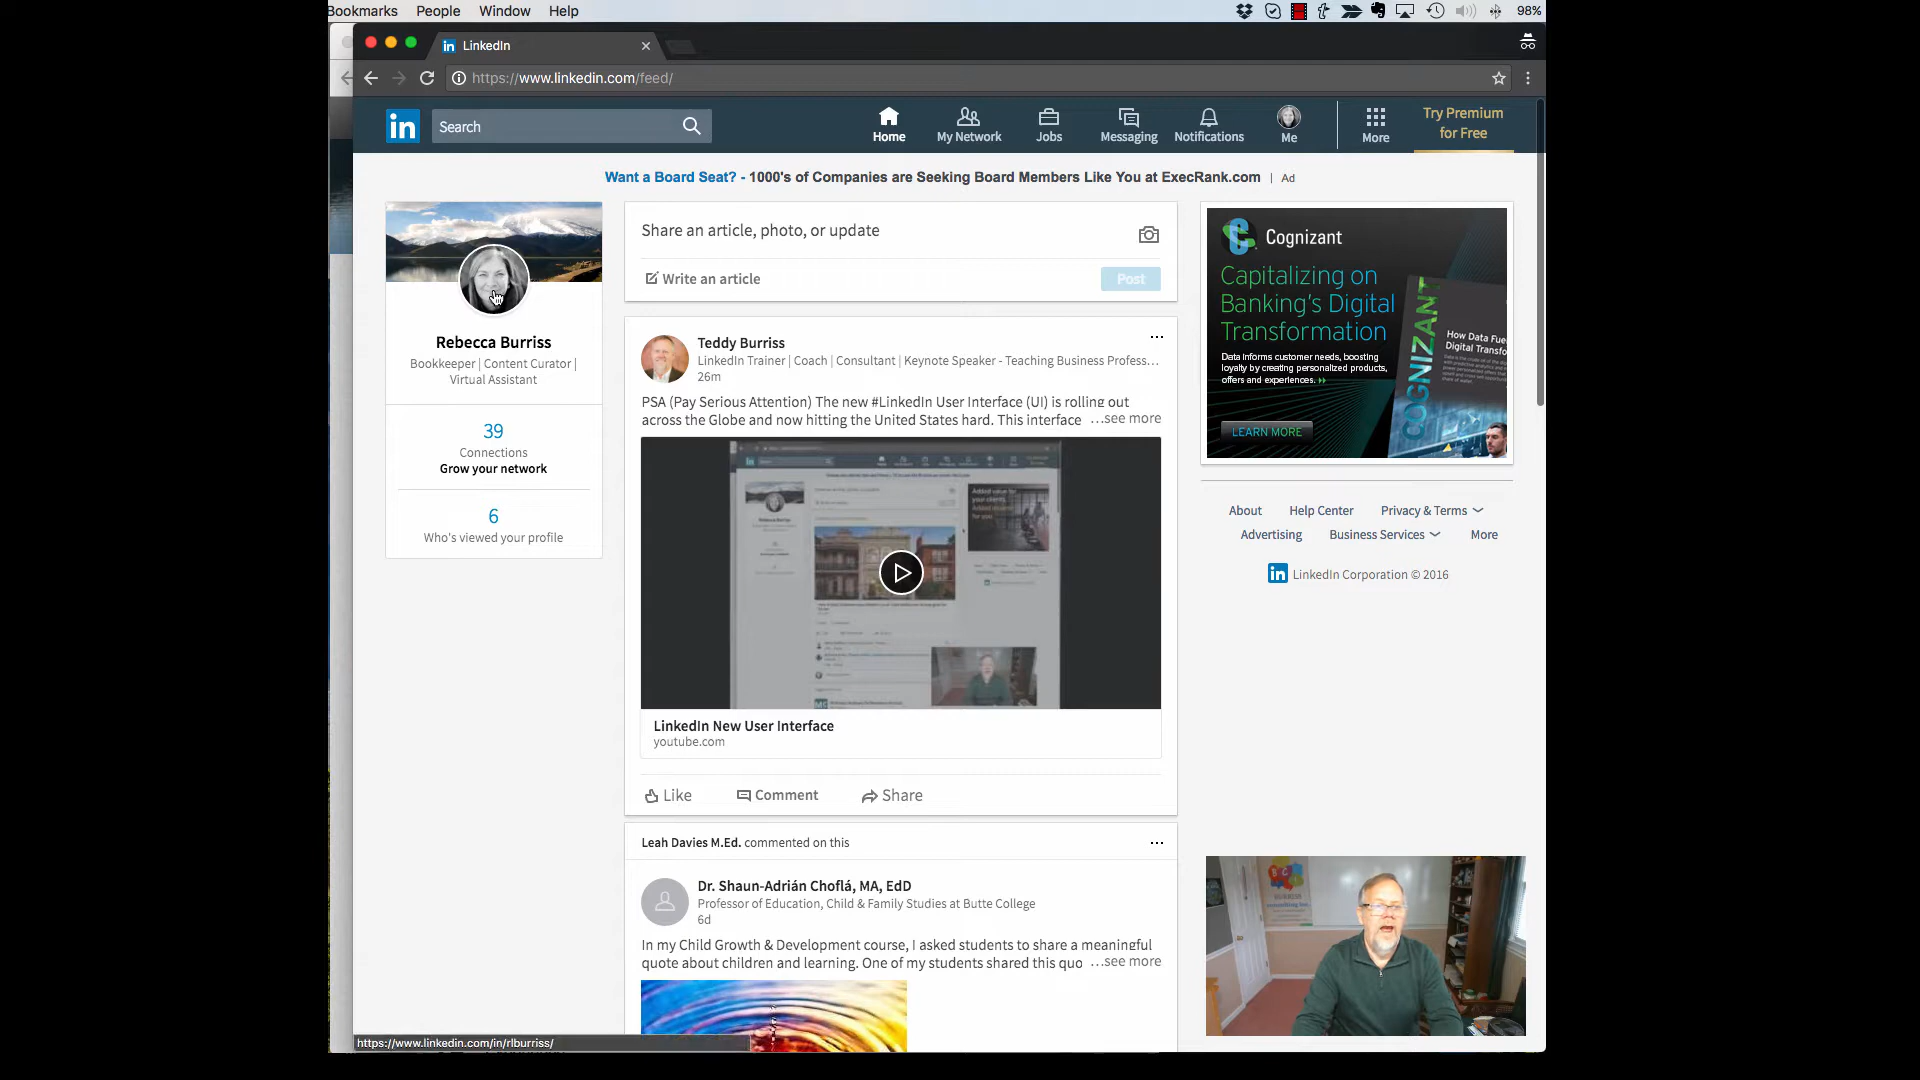 Bookmarks People Window Help
98%
LinkedIn
https://www.linkedin.com/feed/
in
Search
Home
My Network
Jobs
Messaging
Notifications
Me
More
Try Premium
for Free
Want a Board Seat? - 1000's of Companies are Seeking Board Members Like You at ExecRank.com | Ad
Rebecca Burriss
Bookkeeper | Content Curator |
Virtual Assistant
39
Connections
Grow your network
6
Who's viewed your profile
Share an article, photo, or update
Write an article
Post
Teddy Burriss
LinkedIn Trainer | Coach | Consultant | Keynote Speaker - Teaching Business Profess...
26m
PSA (Pay Serious Attention) The new #LinkedIn User Interface (UI) is rolling out
across the Globe and now hitting the United States hard. This interface ...see more
LinkedIn New User Interface
youtube.com
Like
Comment
Share
Leah Davies M.Ed. commented on this
Dr. Shaun-Adrián Choflá, MA, EdD
Professor of Education, Child & Family Studies at Butte College
6d
In my Child Growth & Development course, I asked students to share a meaningful
quote about children and learning. One of my students shared this quo ...see more
Cognizant
Capitalizing on
Banking's Digital
Transformation
Data informs customer needs, boosting
loyalty by creating personalized products,
offers and experiences.
LEARN MORE
COGNIZANT
How Data Fue
Digital Transfo
About
Help Center
Privacy & Terms
Advertising
Business Services
More
in LinkedIn Corporation © 2016
https://www.linkedin.com/in/rlburriss/